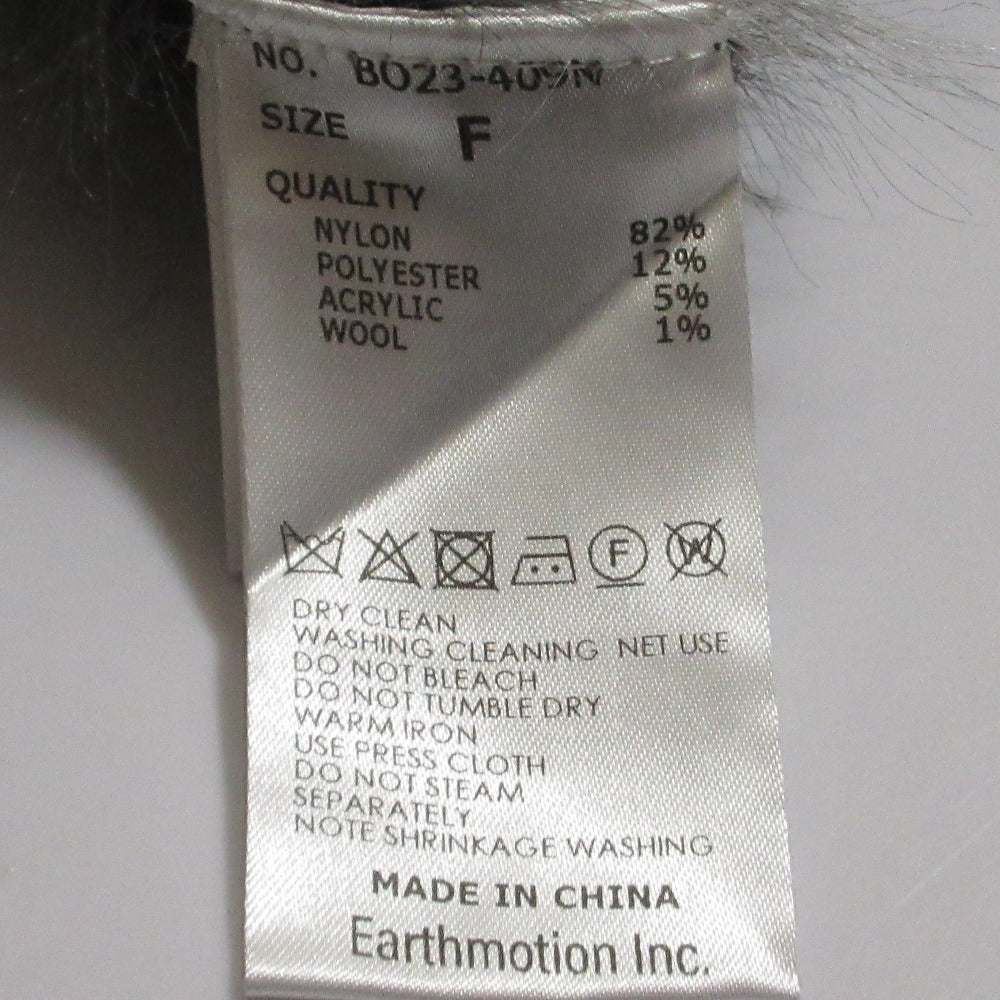 NO. BO23-409N
SIZE F
QUALITY
NYLON 82%
POLYESTER 12%
ACRYLIC 5%
WOOL 1%
F W
DRY CLEAN
WASHING CLEANING NET USE
DO NOT BLEACH
DO NOT TUMBLE DRY
WARM IRON
USE PRESS CLOTH
DO NOT STEAM
SEPARATELY
NOTE SHRINKAGE WASHING
MADE IN CHINA
Earthmotion Inc.